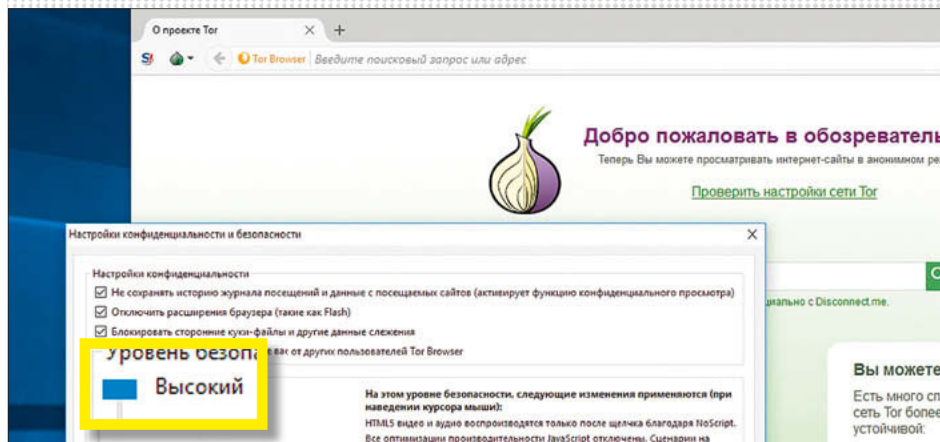 О проекте Tor
Tor Browser Введите поисковый запрос или адрес
Добро пожаловать в обозреватель
Теперь Вы можете просматривать интернет-сайты в анонимном ре
Проверить настройки сети Tor
Настройки конфиденциальности и безопасности
Настройки конфиденциальности
Не сохранять историю журнала посещений и данные с посещаемых сайтов (активирует функцию конфиденциального просмотра)
циально с Disconnect.me.
Отключить расширения браузера (такие как Flash)
Блокировать сторонние куки-файлы и другие данные слежения
вас от других пользователей Tor Browser
Уровень безопа
Высокий
На этом уровне безопасности, следующие изменения применяются (при
наведении курсора мыши):
HTML5 видео и аудио воспроизводятся только после щелчка благодаря NoScript.
Все оптимизации производительности JavaScript отключены. Сценарии на
Вы можете
Есть много сп
сеть Tor более
устойчивой: